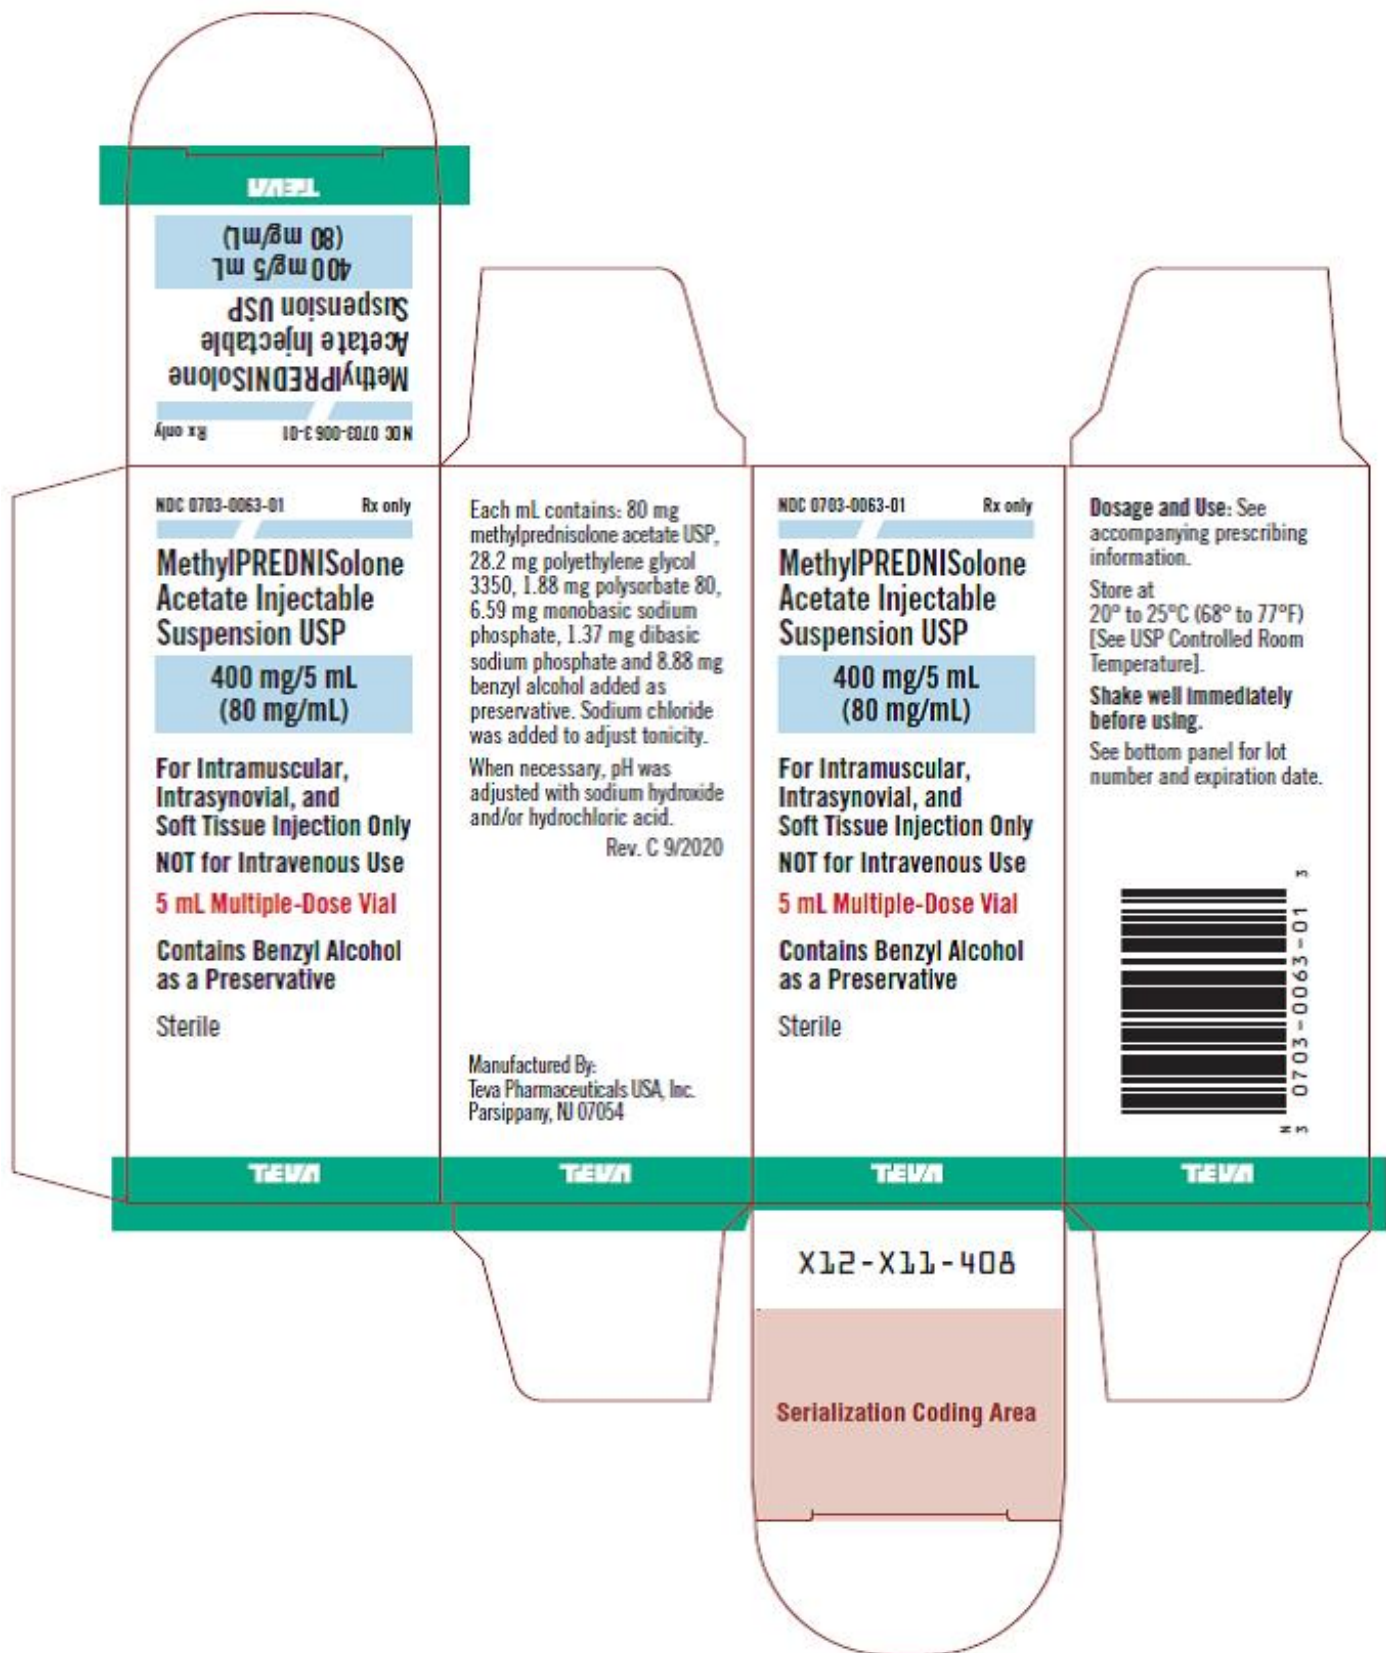 TEVA
(80 mg/mL)
400 mg/5 mL
Suspension USP
Acetate Injectable
MethylPREDNISolone
Rx only NDC 0703-0063-01
NDC 0703-0063-01 Rx only
MethylPREDNISolone
Acetate Injectable
Suspension USP
400 mg/5 mL
(80 mg/mL)
For Intramuscular,
Intrasynovial, and
Soft Tissue Injection Only
NOT for Intravenous Use
5 mL Multiple-Dose Vial
Contains Benzyl Alcohol
as a Preservative
Sterile
TEVA
Each mL contains: 80 mg
methylprednisolone acetate USP,
28.2 mg polyethylene glycol
3350, 1.88 mg polysorbate 80,
6.59 mg monobasic sodium
phosphate, 1.37 mg dibasic
sodium phosphate and 8.88 mg
benzyl alcohol added as
preservative. Sodium chloride
was added to adjust tonicity.
When necessary, pH was
adjusted with sodium hydroxide
and/or hydrochloric acid.
Rev. C 9/2020
Manufactured By:
Teva Pharmaceuticals USA, Inc.
Parsippany, NJ 07054
TEVA
NDC 0703-0063-01 Rx only
MethylPREDNISolone
Acetate Injectable
Suspension USP
400 mg/5 mL
(80 mg/mL)
For Intramuscular,
Intrasynovial, and
Soft Tissue Injection Only
NOT for Intravenous Use
5 mL Multiple-Dose Vial
Contains Benzyl Alcohol
as a Preservative
Sterile
TEVA
X12-X11-408
Serialization Coding Area
Dosage and Use: See
accompanying prescribing
information.
Store at
20° to 25°C (68° to 77°F)
[See USP Controlled Room
Temperature].
Shake well immediately
before using.
See bottom panel for lot
number and expiration date.
N
3 0703-0063-01 3
TEVA